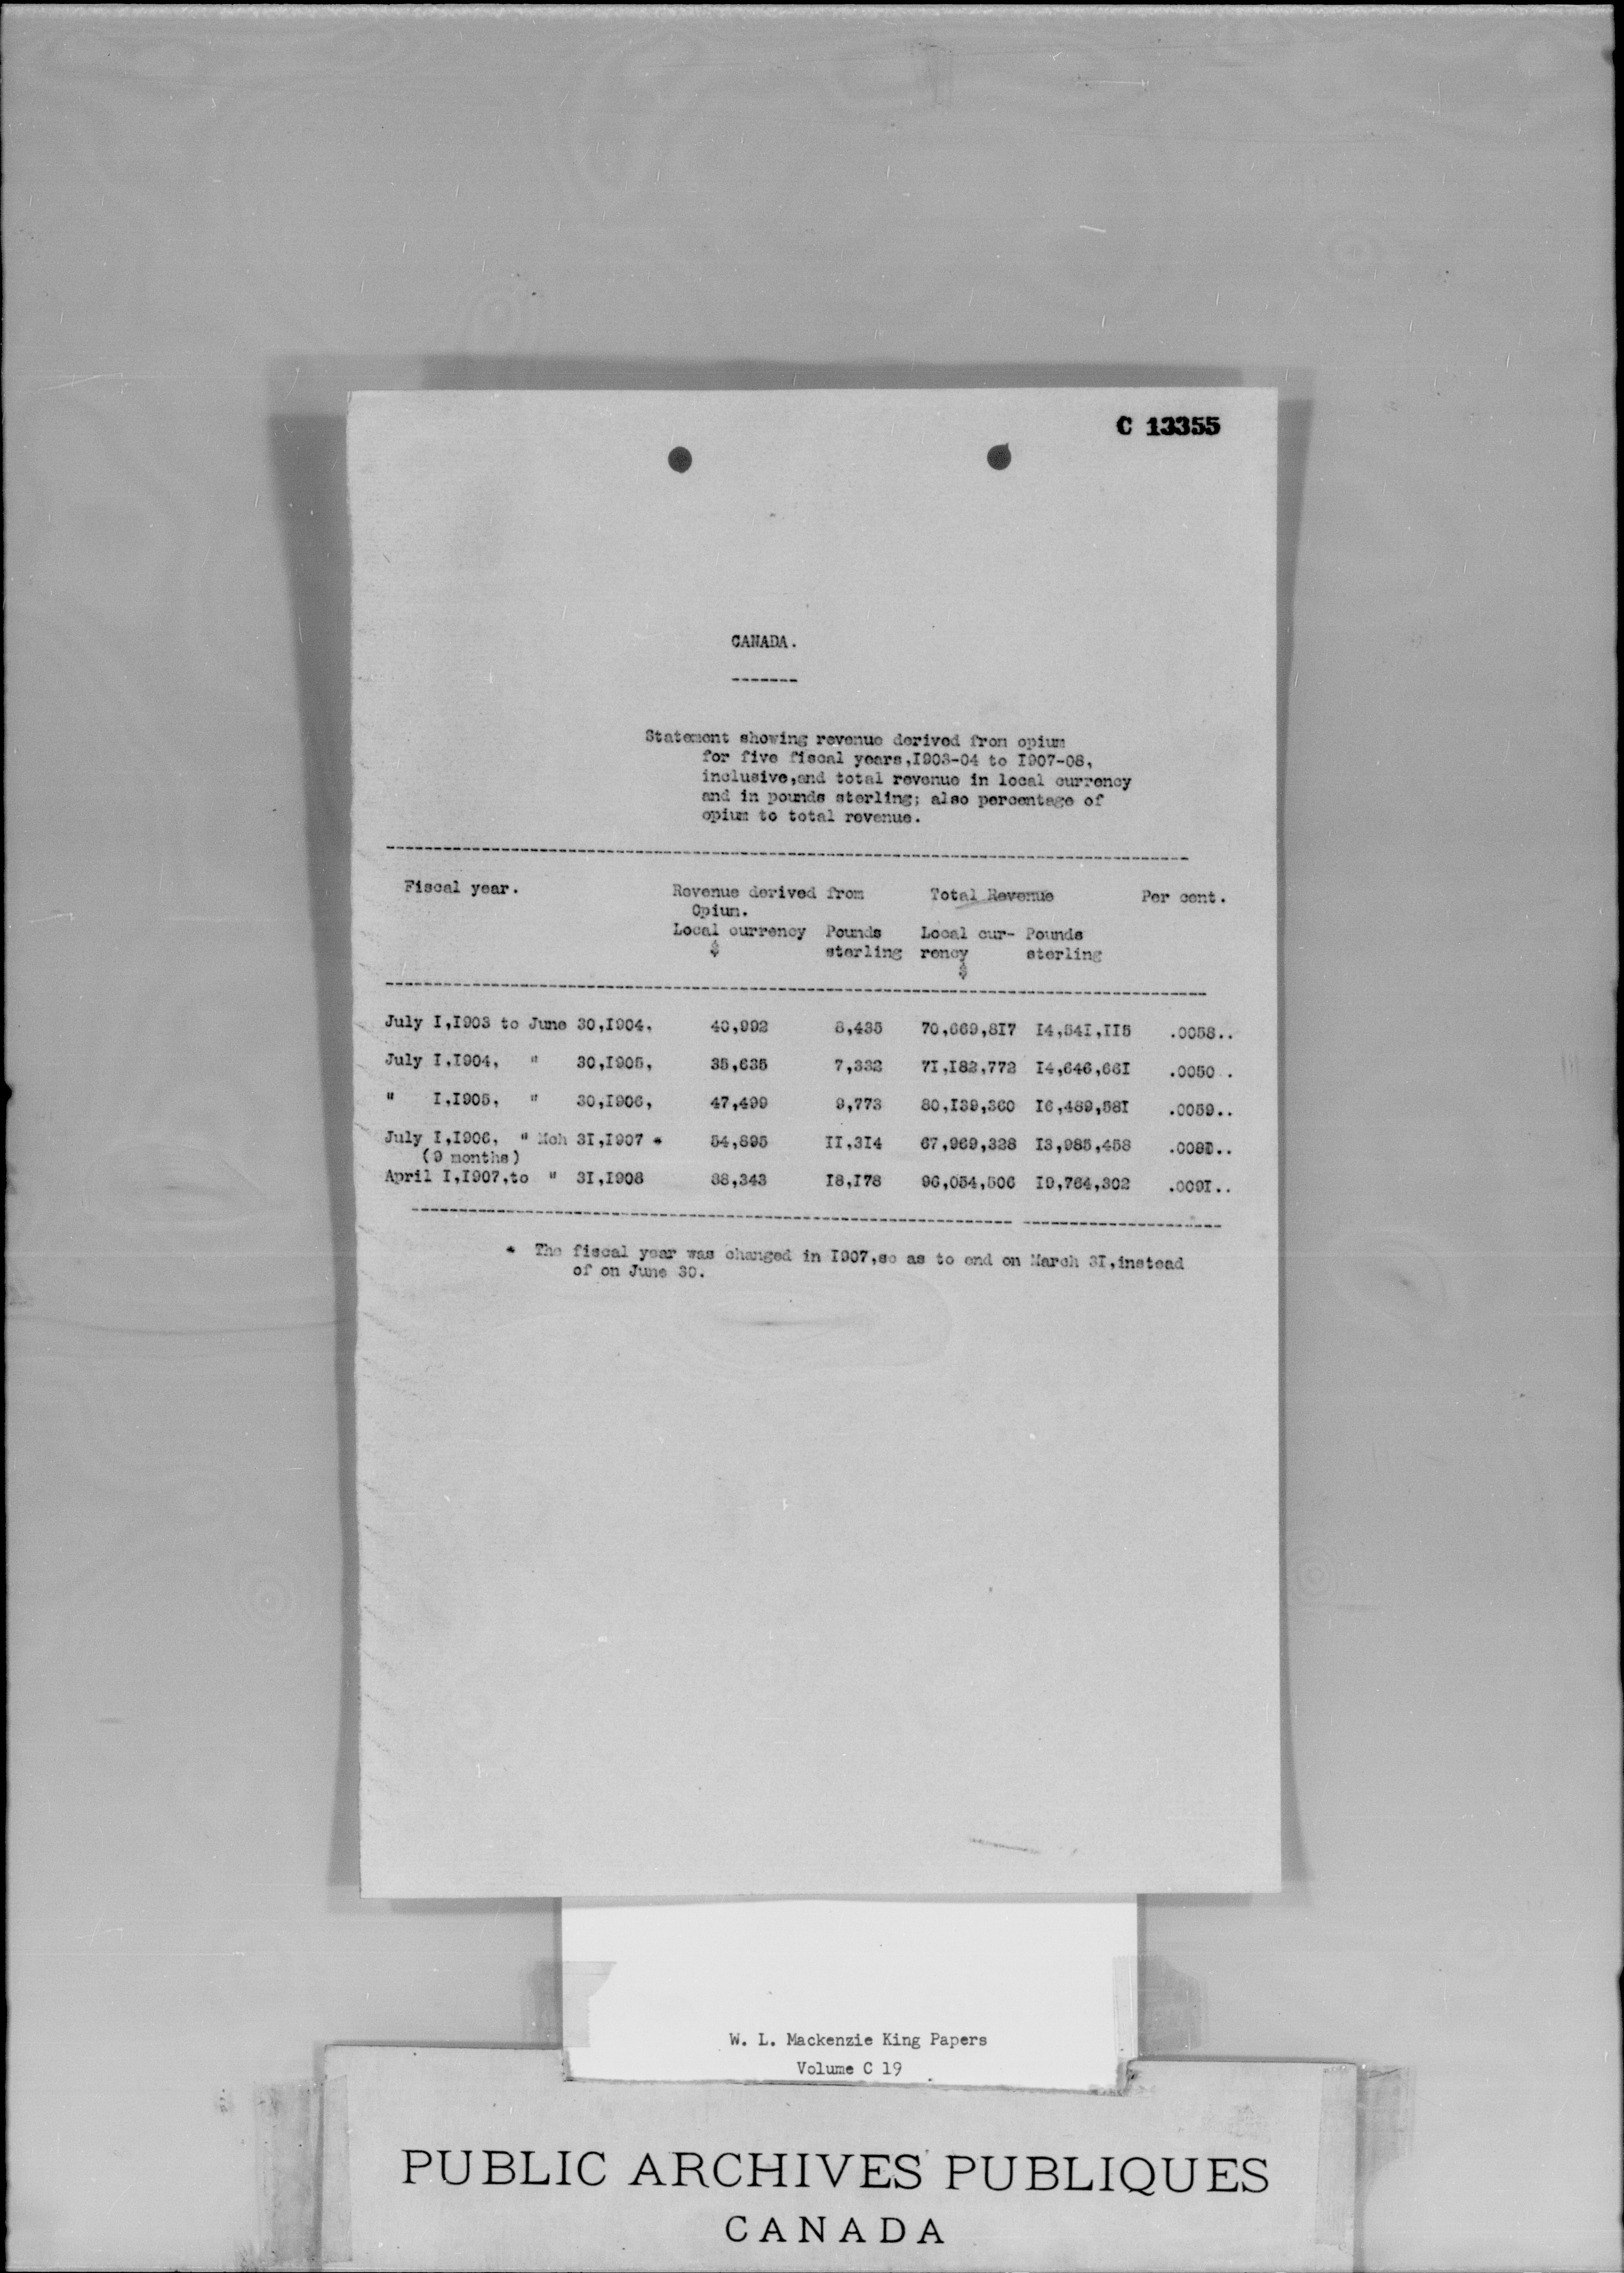 C 13355
CANADA.
-------
Statement showing revenue derived from opium
for five fiscal years,I903-04 to I907-08,
inclusive,and total revenue in local currency
and in pounds sterling; also percentage of
opium to total revenue.
Fiscal year. Revenue derived from Total Revenue Per cent.
Opium.
Local currency Pounds Local cur- Pounds
$ sterling rency sterling
$
July I,I903 to June 30,I904. 40,992 8,435 70,669,8I7 I4,54I,II5 .0058..
July I,I904, " 30,I905, 35,635 7,332 7I,I82,772 I4,646,66I .0050 .
" I,I905, " 30,I906, 47,499 9,773 80,I39,360 I6,489,58I .0059..
July I,I906, " Mch 3I,I907 * 54,895 II,3I4 67,969,328 I3,985,458
(9 months)
April I,I907,to " 3I,I908 88,343 I8,I78 96,054,506 I9,764,302 .009I..
* The fiscal year was changed in I907,so as to end on March 3I,instead
of on June 30.
W. L. Mackenzie King Papers
Volume C 19
PUBLIC ARCHIVES PUBLIQUES
CANADA